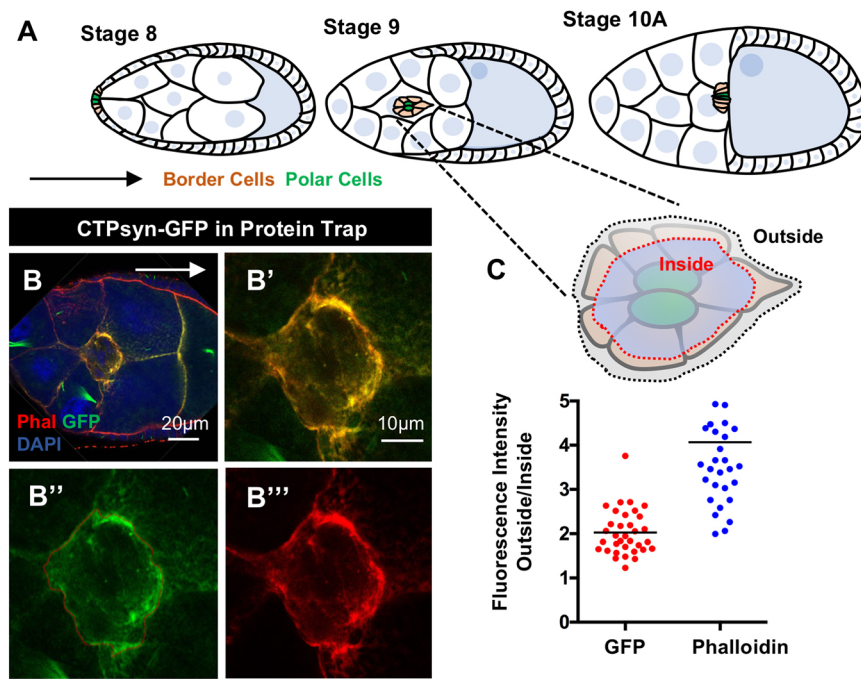 A
Stage 8
Stage 9
Stage 10A
Border Cells Polar Cells
CTPsyn-GFP in Protein Trap
B
Phal GFP
DAPI
20µm
B'
10µm
B''
B'''
C
Outside
Inside
Fluorescence Intensity
Outside/Inside
5
4
3
2
1
0
GFP
Phalloidin